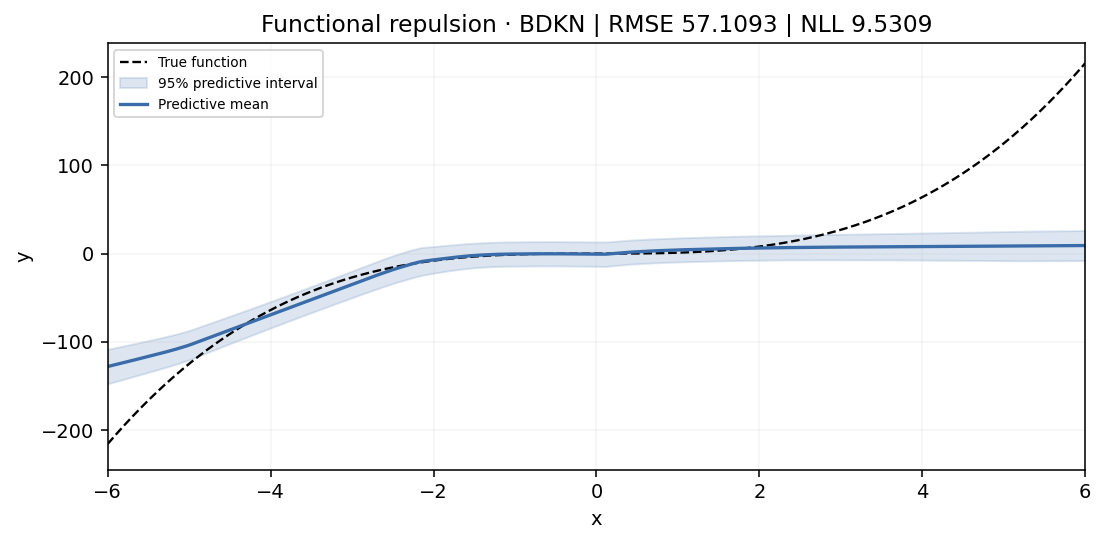 Functional repulsion · BDKN | RMSE 57.1093 | NLL 9.5309
True function
95% predictive interval
Predictive mean
200
100
0
−100
−200
y
−6 −4 −2 0 2 4 6
x